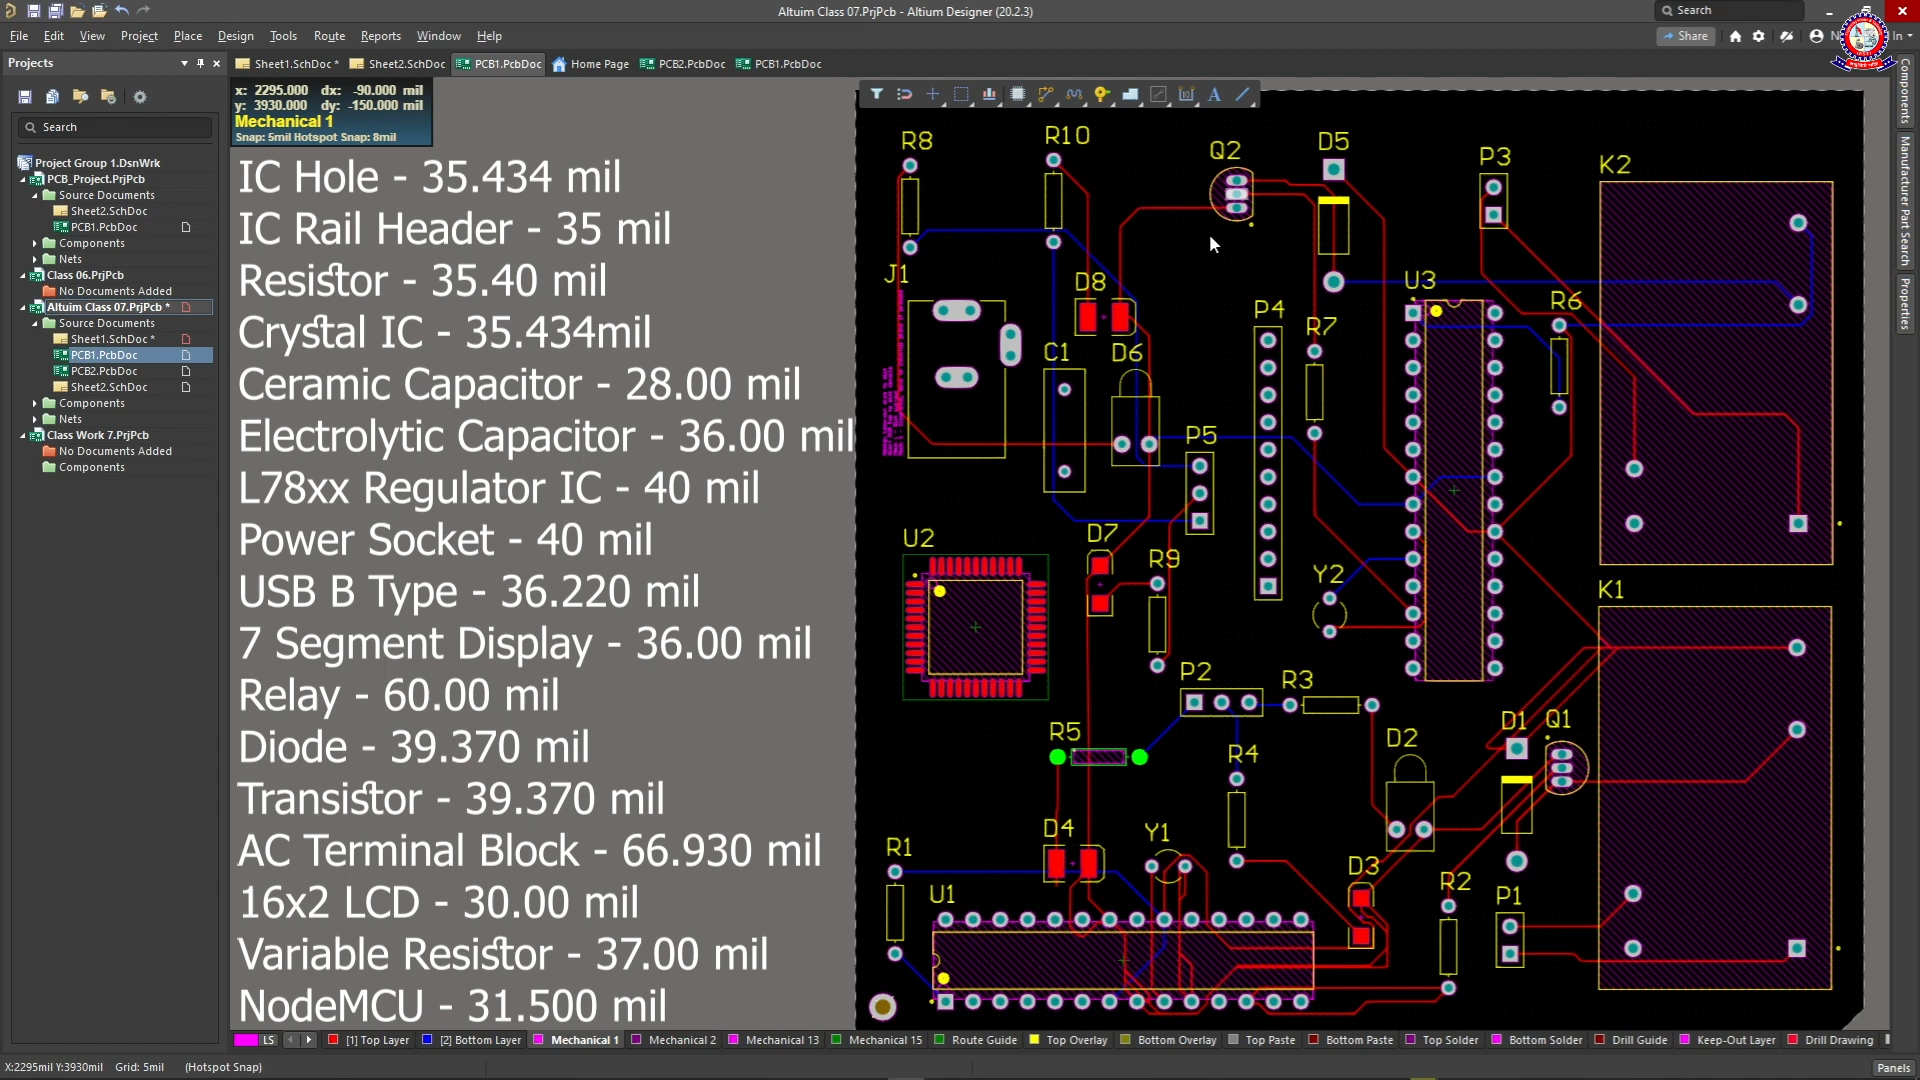 Altuim Class 07.PrjPcb - Altium Designer (20.2.3)
Search
File Edit View Project Place Design Tools Route Reports Window Help
Share
Projects
Sheet1.SchDoc * Sheet2.SchDoc PCB1.PcbDoc Home Page PCB2.PcbDoc PCB1.PcbDoc
x: 2295.000 dx: -90.000 mil
y: 3930.000 dy: -150.000 mil
Mechanical 1
Snap: 5mil Hotspot Snap: 8mil
Search
Project Group 1.DsnWrk
PCB_Project.PrjPcb
Source Documents
Sheet2.SchDoc
PCB1.PcbDoc
Components
Nets
Class 06.PrjPcb
No Documents Added
Altuim Class 07.PrjPcb *
Source Documents
Sheet1.SchDoc *
PCB1.PcbDoc
PCB2.PcbDoc
Sheet2.SchDoc
Components
Nets
Class Work 7.PrjPcb
No Documents Added
Components
IC Hole - 35.434 mil
IC Rail Header - 35 mil
Resistor - 35.40 mil
Crystal IC - 35.434mil
Ceramic Capacitor - 28.00 mil
Electrolytic Capacitor - 36.00 mil
L78xx Regulator IC - 40 mil
Power Socket - 40 mil
USB B Type - 36.220 mil
7 Segment Display - 36.00 mil
Relay - 60.00 mil
Diode - 39.370 mil
Transistor - 39.370 mil
AC Terminal Block - 66.930 mil
16x2 LCD - 30.00 mil
Variable Resistor - 37.00 mil
NodeMCU - 31.500 mil
R8 R10 Q2 D5 P3 K2
J1 D8 P4 R7 U3 R6
C1 D6 P5
U2 D7 R9 Y2 K1
P2 R3
R5 R4 D2 D1 Q1
R1 D4 Y1 D3 R2 P1
U1
Components
Manufacturer Part Search
Properties
LS [1] Top Layer [2] Bottom Layer Mechanical 1 Mechanical 2 Mechanical 13 Mechanical 15 Route Guide Top Overlay Bottom Overlay Top Paste Bottom Paste Top Solder Bottom Solder Drill Guide Keep-Out Layer Drill Drawing
X:2295mil Y:3930mil Grid: 5mil (Hotspot Snap)
Panels